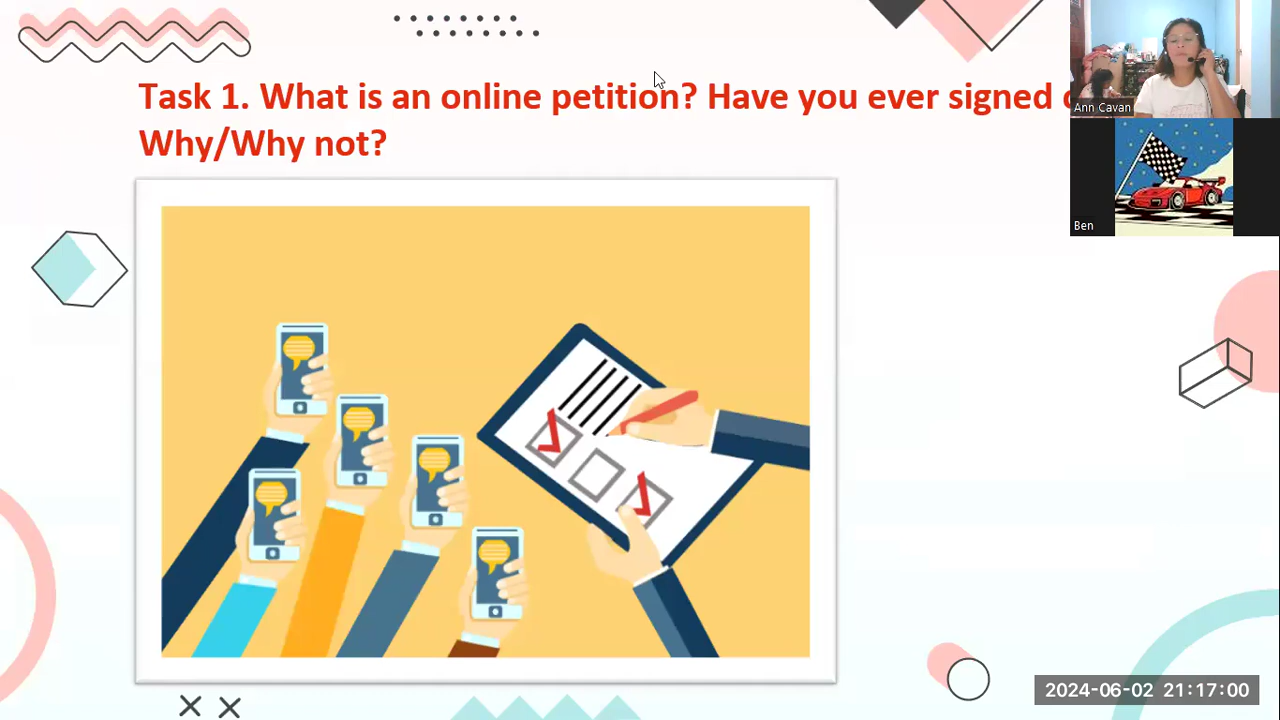 Task 1. What is an online petition? Have you ever signed
Why/Why not?
Ann Cavan
Ben
2024-06-02 21:17:00